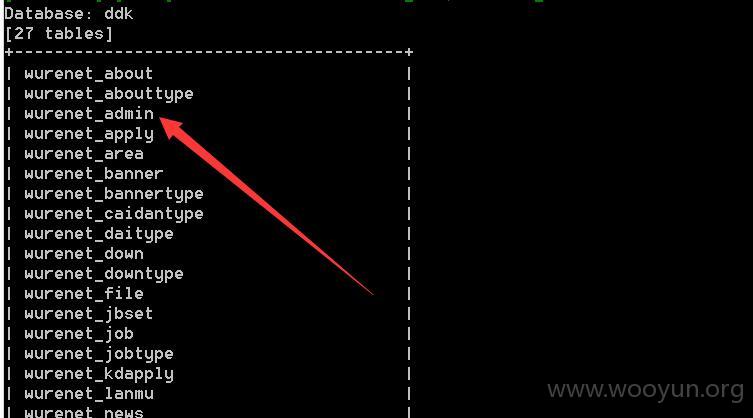 Database: ddk
[27 tables]
+---------------------------------------+
| wurenet_about |
| wurenet_abouttype |
| wurenet_admin |
| wurenet_apply |
| wurenet_area |
| wurenet_banner |
| wurenet_bannertype |
| wurenet_caidantype |
| wurenet_daitype |
| wurenet_down |
| wurenet_downtype |
| wurenet_file |
| wurenet_jbset |
| wurenet_job |
| wurenet_jobtype |
| wurenet_kdapply |
| wurenet_lanmu |
| wurenet_news |
www.wooyun.org